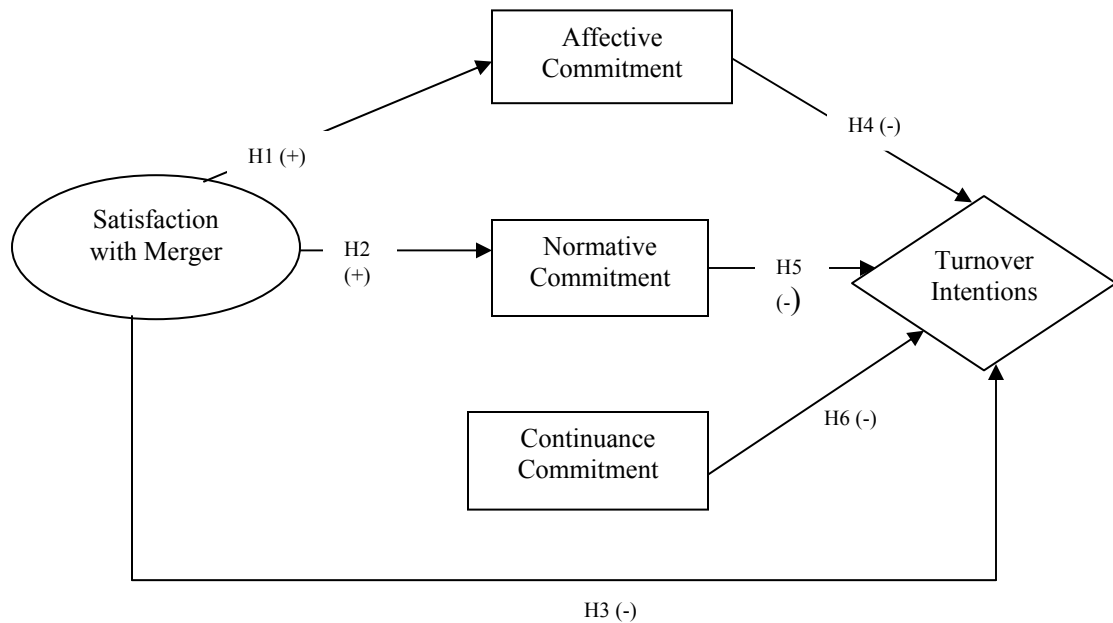 Affective
Commitment
H4 (-)
H1 (+)
Satisfaction
with Merger
H2
(+)
Normative
Commitment
H5
(-)
Turnover
Intentions
Continuance
Commitment
H6 (-)
H3 (-)